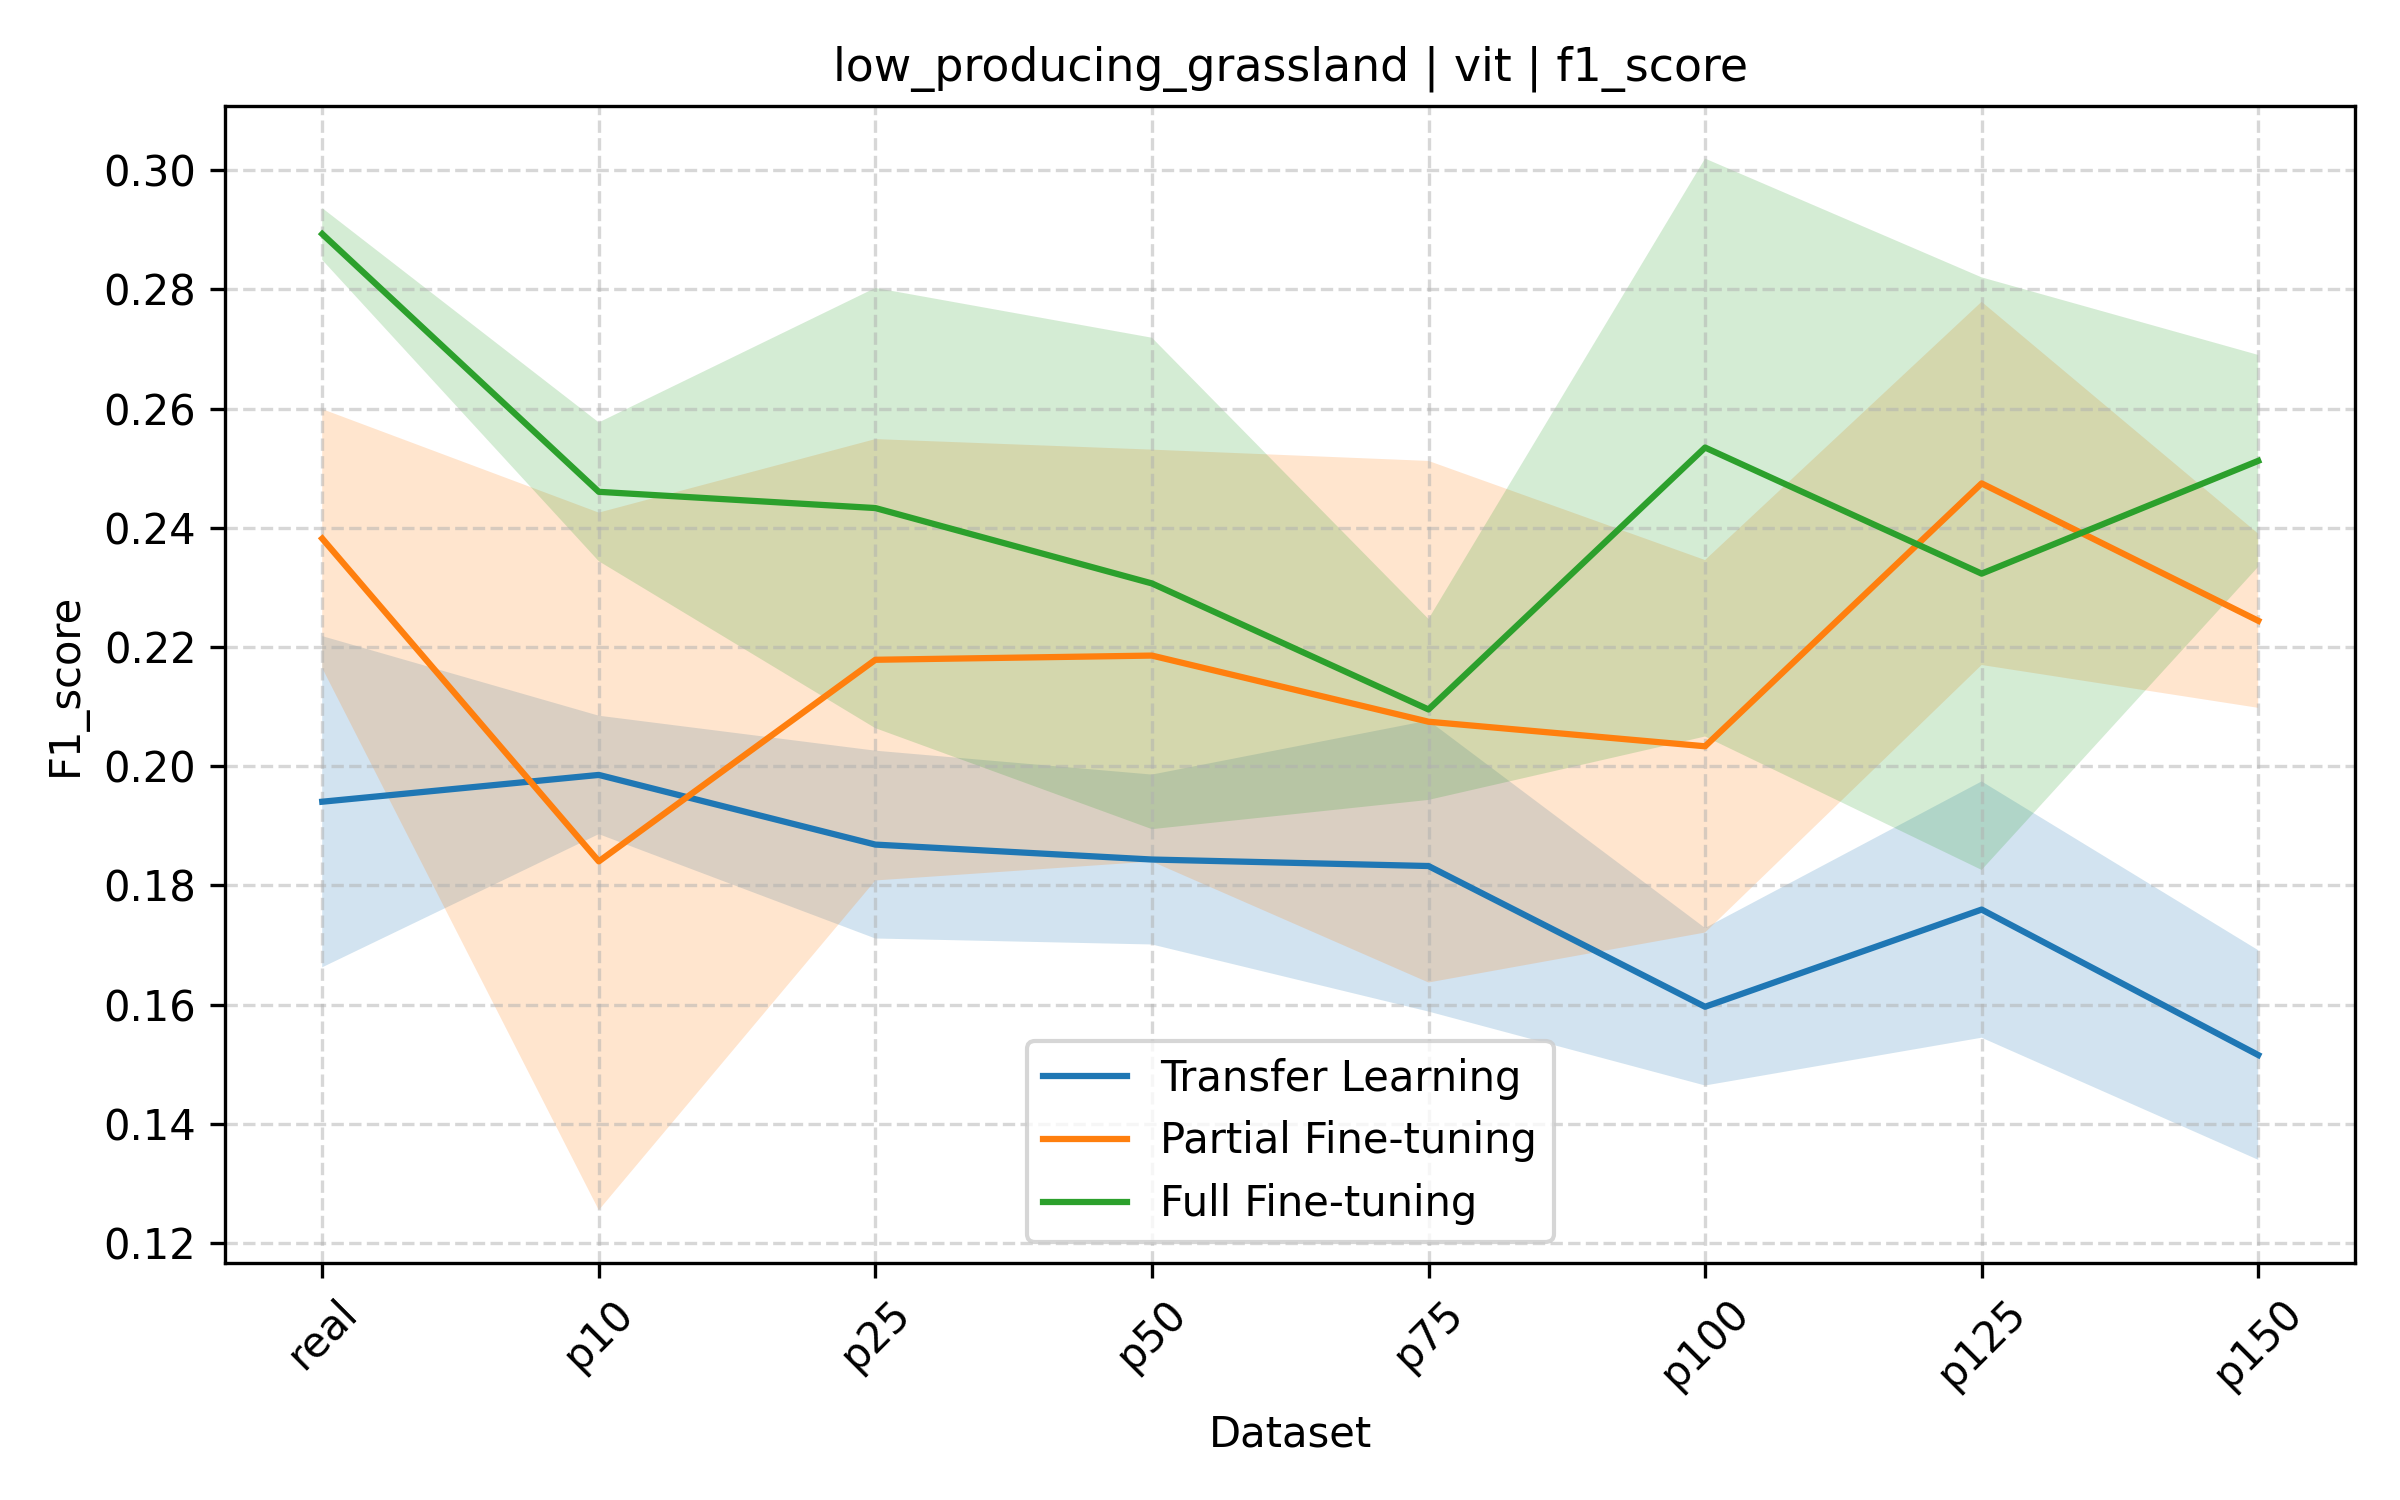 low_producing_grassland | vit | f1_score
F1_score
0.30
0.28
0.26
0.24
0.22
0.20
0.18
0.16
0.14
0.12
Transfer Learning
Partial Fine-tuning
Full Fine-tuning
real
p10
p25
p50
p75
p100
p125
p150
Dataset